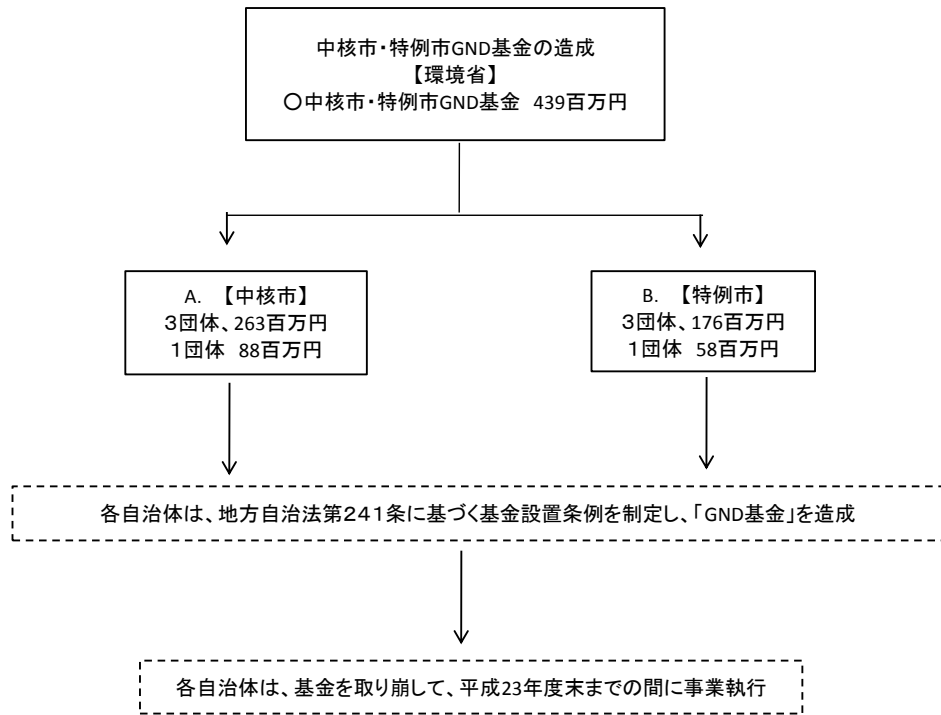 中核市・特例市GND基金の造成
【環境省】
〇中核市・特例市GND基金 439百万円
A. 【中核市】
３団体、263百万円
１団体 88百万円
B. 【特例市】
３団体、176百万円
１団体 58百万円
各自治体は、地方自治法第２４１条に基づく基金設置条例を制定し、「GND基金」を造成
各自治体は、基金を取り崩して、平成23年度末までの間に事業執行